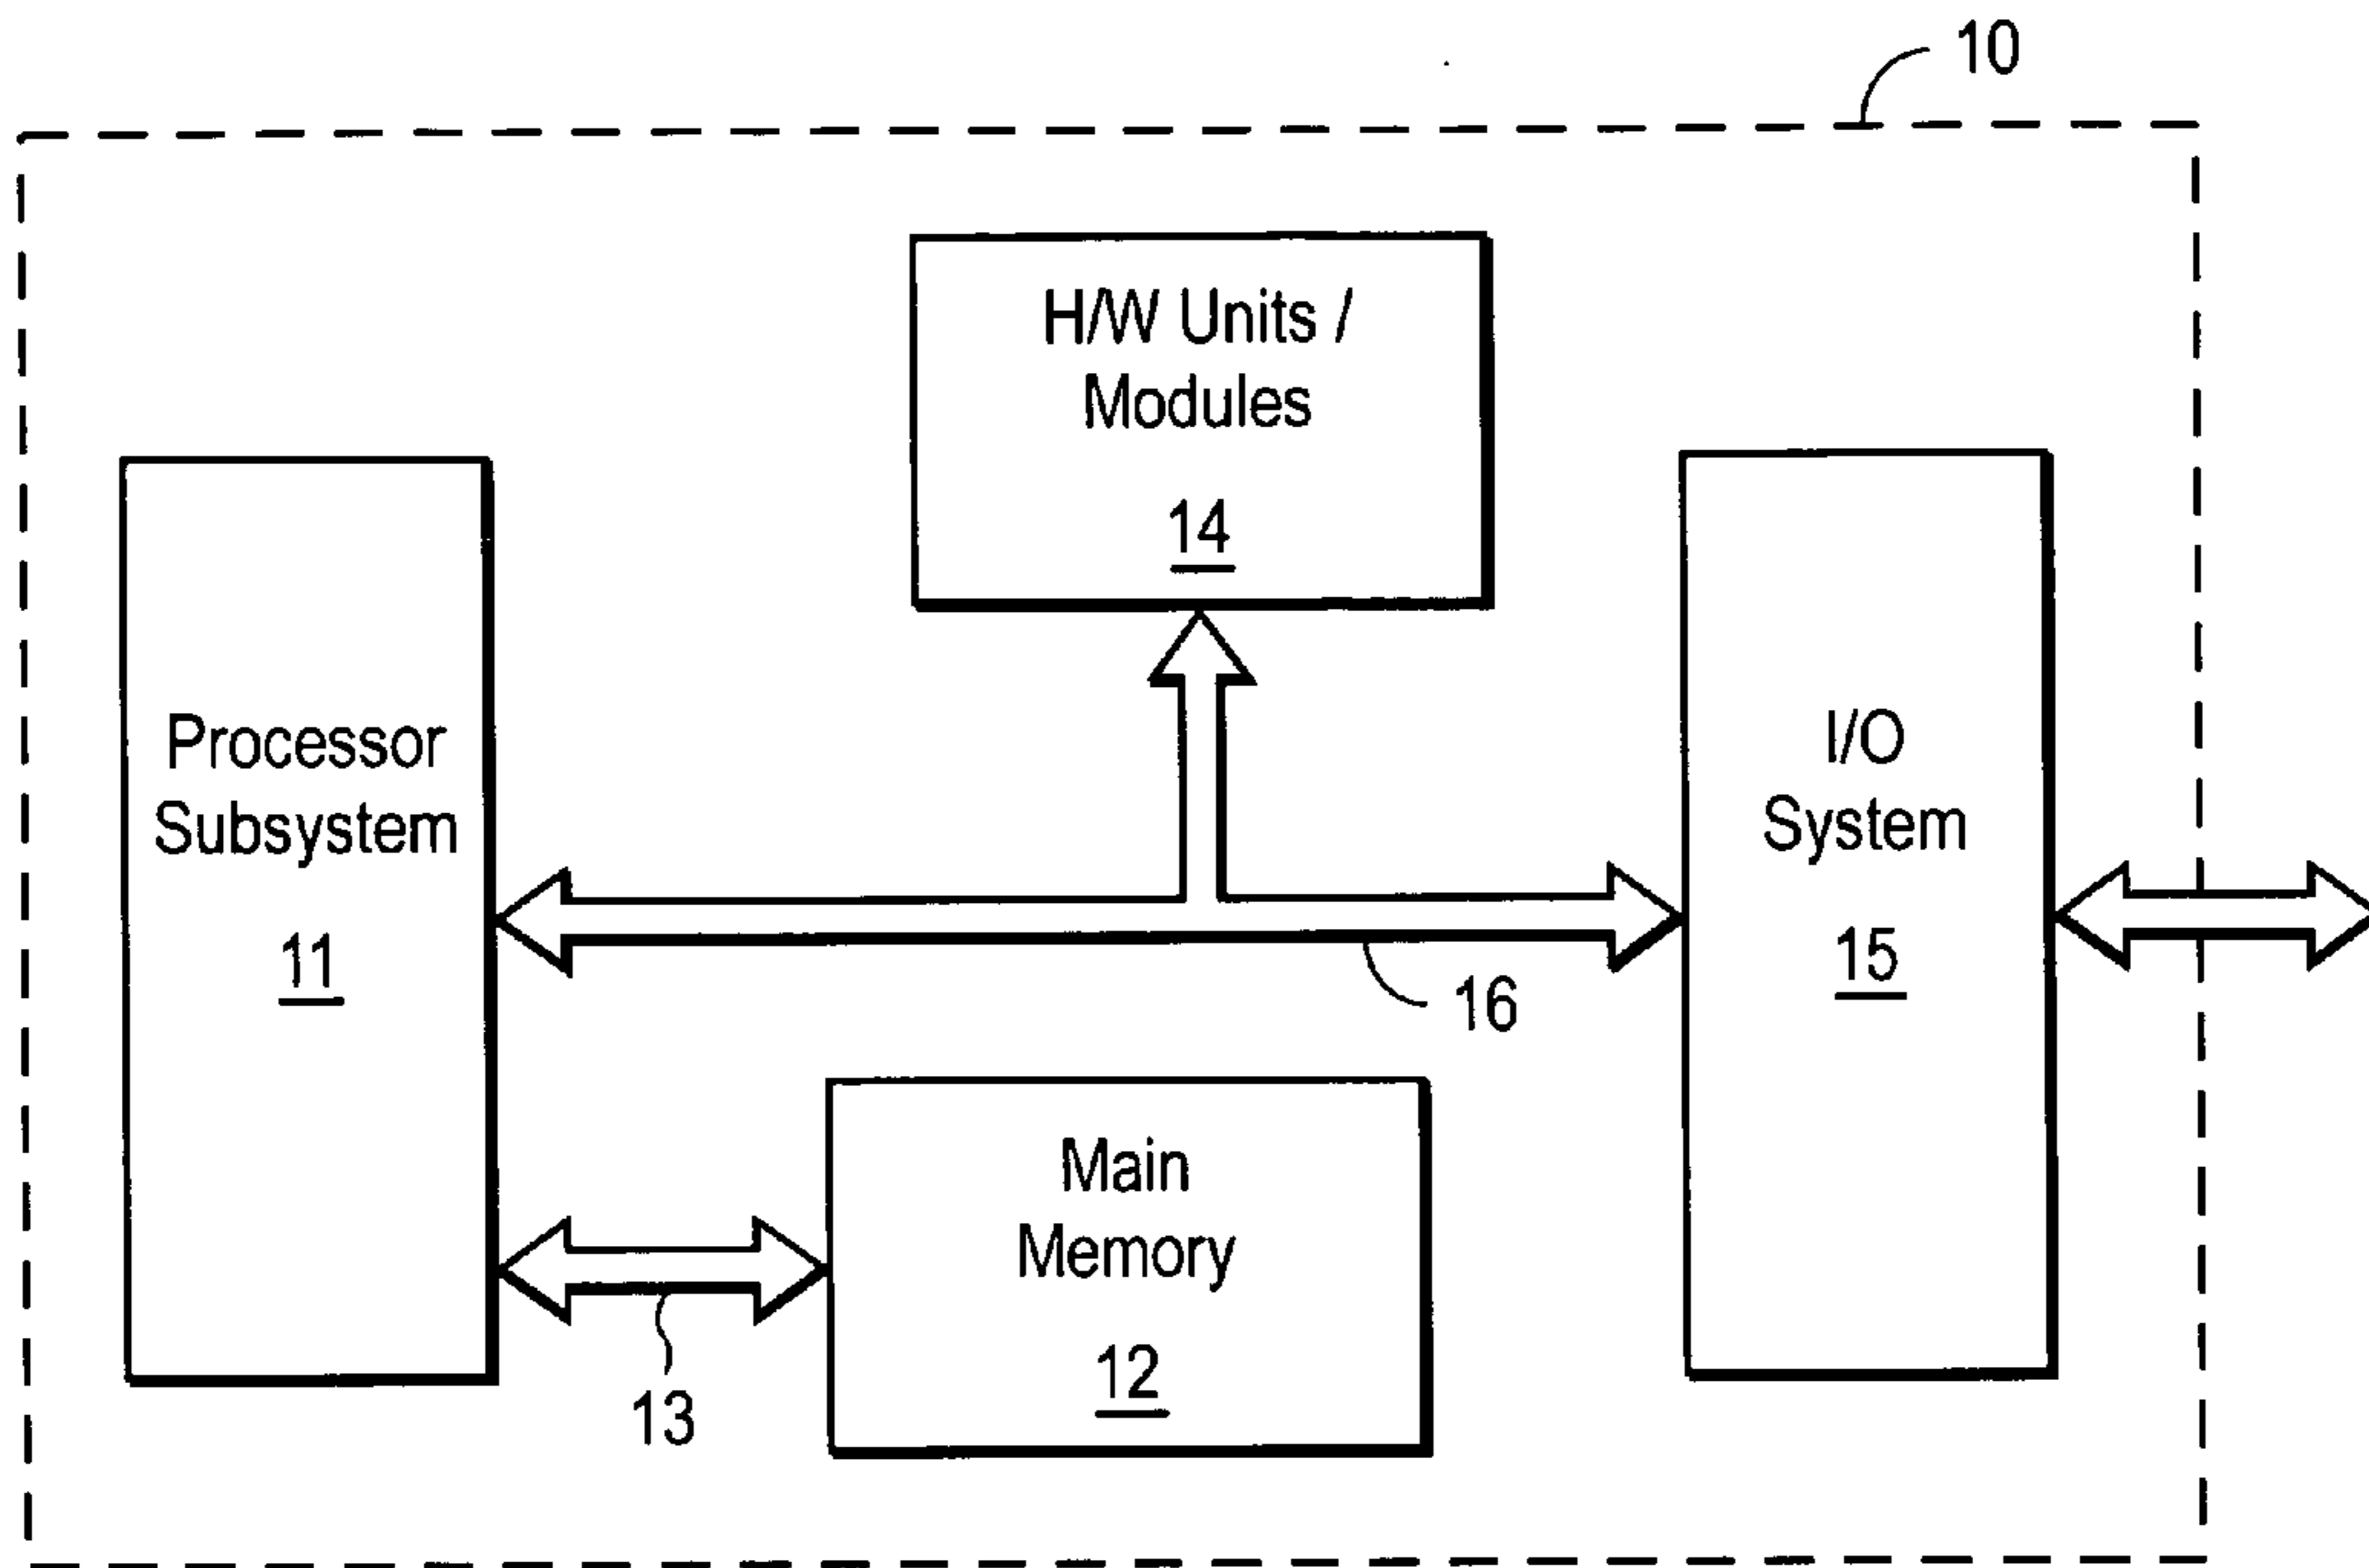 10
H/W Units /
Modules
14
Processor
Subsystem
11
I/O
System
15
16
Main
Memory
12
13